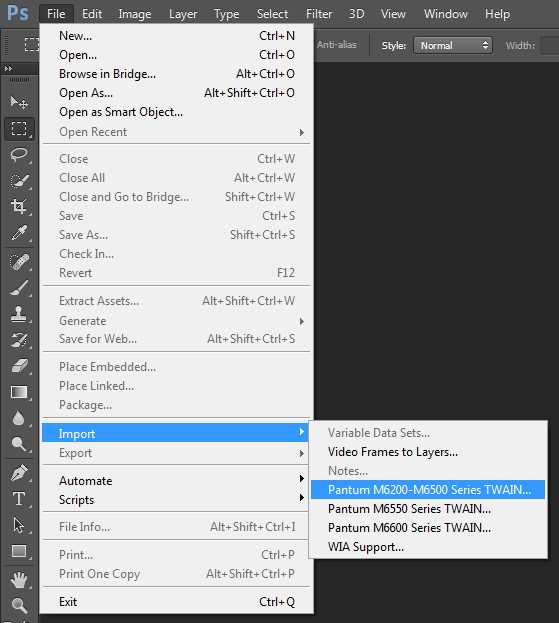 Ps File Edit Image Layer Type Select Filter 3D View Window Help
Anti-alias Style: Normal Width:
New... Ctrl+N
Open... Ctrl+O
Browse in Bridge... Alt+Ctrl+O
Open As... Alt+Shift+Ctrl+O
Open as Smart Object...
Open Recent
Close Ctrl+W
Close All Alt+Ctrl+W
Close and Go to Bridge... Shift+Ctrl+W
Save Ctrl+S
Save As... Shift+Ctrl+S
Check In...
Revert F12
Extract Assets... Alt+Shift+Ctrl+W
Generate
Save for Web... Alt+Shift+Ctrl+S
Place Embedded...
Place Linked...
Package...
Import
Export
Automate
Scripts
File Info... Alt+Shift+Ctrl+I
Print... Ctrl+P
Print One Copy Alt+Shift+Ctrl+P
Exit Ctrl+Q
Variable Data Sets...
Video Frames to Layers...
Notes...
Pantum M6200-M6500 Series TWAIN...
Pantum M6550 Series TWAIN...
Pantum M6600 Series TWAIN...
WIA Support...
T